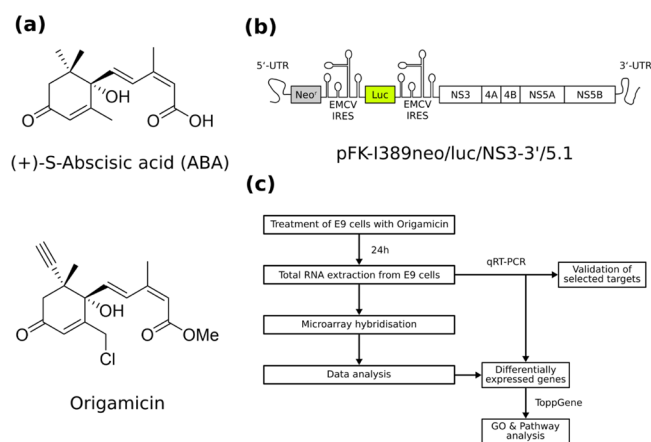 (a)
OH
O
O
OH
(+)-S-Abscisic acid (ABA)
OH
O
O
OMe
Cl
Origamicin
(b)
5'-UTR
3'-UTR
Neoʳ
EMCV
IRES
Luc
EMCV
IRES
NS3
4A
4B
NS5A
NS5B
pFK-I389neo/luc/NS3-3'/5.1
(c)
Treatment of E9 cells with Origamicin
24h
Total RNA extraction from E9 cells
qRT-PCR
Validation of
selected targets
Microarray hybridisation
Data analysis
Differentially
expressed genes
ToppGene
GO & Pathway
analysis